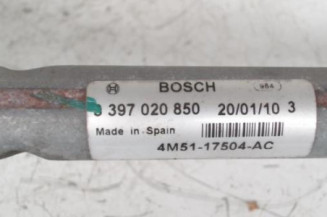 BOSCH
3 397 020 850 20/01/10 3
Made in Spain
4M51-17504-AC